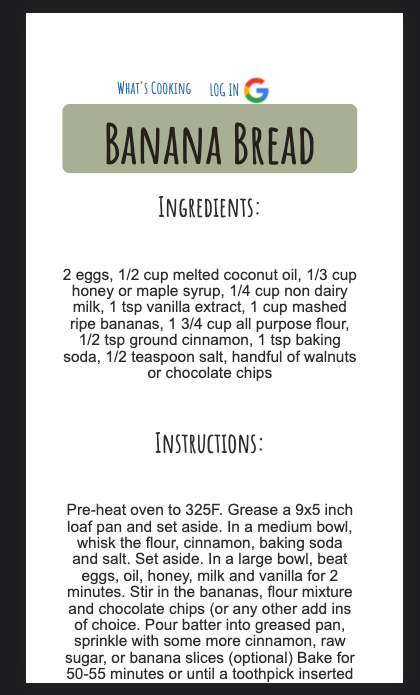 What's Cooking LOG IN
Banana Bread
Ingredients:
2 eggs, 1/2 cup melted coconut oil, 1/3 cup
honey or maple syrup, 1/4 cup non dairy
milk, 1 tsp vanilla extract, 1 cup mashed
ripe bananas, 1 3/4 cup all purpose flour,
1/2 tsp ground cinnamon, 1 tsp baking
soda, 1/2 teaspoon salt, handful of walnuts
or chocolate chips
Instructions:
Pre-heat oven to 325F. Grease a 9x5 inch
loaf pan and set aside. In a medium bowl,
whisk the flour, cinnamon, baking soda
and salt. Set aside. In a large bowl, beat
eggs, oil, honey, milk and vanilla for 2
minutes. Stir in the bananas, flour mixture
and chocolate chips (or any other add ins
of choice. Pour batter into greased pan,
sprinkle with some more cinnamon, raw
sugar, or banana slices (optional) Bake for
50-55 minutes or until a toothpick inserted